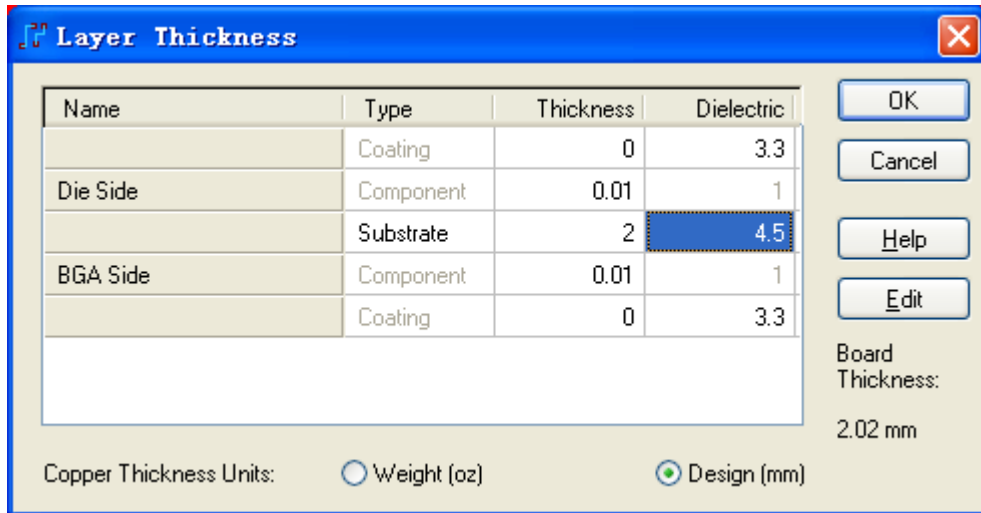 Layer Thickness
Name Type Thickness Dielectric
Coating 0 3.3
Die Side Component 0.01 1
Substrate 2 4.5
BGA Side Component 0.01 1
Coating 0 3.3
OK
Cancel
Help
Edit
Board
Thickness:
2.02 mm
Copper Thickness Units: Weight (oz) Design (mm)